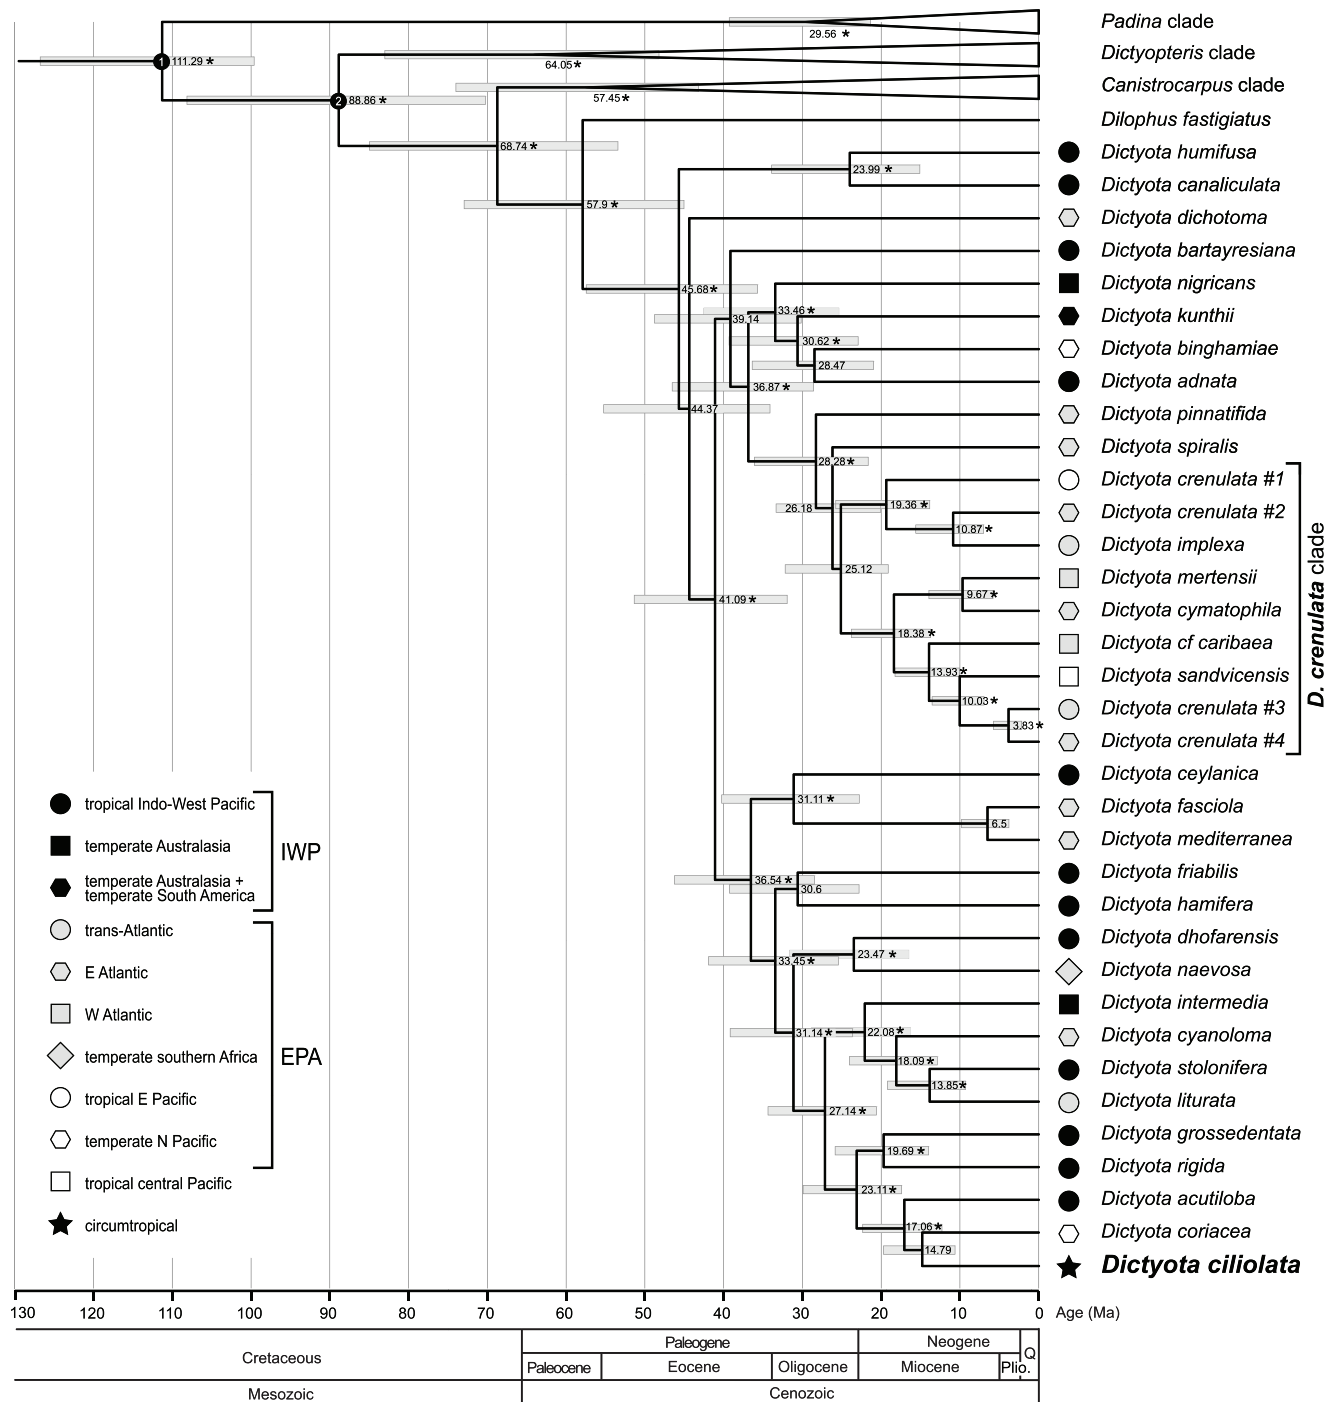 Padina clade
29.56 *
1 111.29 *
Dictyopteris clade
64.05 *
Canistrocarpus clade
57.45 *
2 88.86 *
Dilophus fastigiatus
68.74 *
Dictyota humifusa
23.99 *
Dictyota canaliculata
57.9 *
Dictyota dichotoma
Dictyota bartayresiana
Dictyota nigricans
45.68 *
33.46 *
Dictyota kunthii
39.14
30.62 *
Dictyota binghamiae
28.47
Dictyota adnata
36.87 *
44.37
Dictyota pinnatifida
Dictyota spiralis
28.28 *
Dictyota crenulata #1
26.18
19.36 *
Dictyota crenulata #2
10.87 *
Dictyota implexa
25.12
Dictyota mertensii
9.67 *
41.09 *
Dictyota cymatophila
18.38 *
Dictyota cf caribaea
13.93 *
Dictyota sandvicensis
10.03 *
Dictyota crenulata #3
3.83 *
Dictyota crenulata #4
D. crenulata clade
Dictyota ceylanica
31.11 *
Dictyota fasciola
6.5
Dictyota mediterranea
Dictyota friabilis
36.54 *
30.6
Dictyota hamifera
Dictyota dhofarensis
23.47 *
33.45 *
Dictyota naevosa
Dictyota intermedia
31.14 *
22.08 *
Dictyota cyanoloma
18.09 *
Dictyota stolonifera
13.85 *
Dictyota liturata
27.14 *
Dictyota grossedentata
19.69 *
Dictyota rigida
23.11 *
Dictyota acutiloba
17.06 *
Dictyota coriacea
14.79
Dictyota ciliolata
tropical Indo-West Pacific
temperate Australasia
temperate Australasia +
temperate South America
IWP
trans-Atlantic
E Atlantic
W Atlantic
temperate southern Africa
tropical E Pacific
temperate N Pacific
EPA
tropical central Pacific
circumtropical
130 120 110 100 90 80 70 60 50 40 30 20 10 0 Age (Ma)
Cretaceous Paleogene Neogene Q
Paleocene Eocene Oligocene Miocene Plio.
Mesozoic Cenozoic